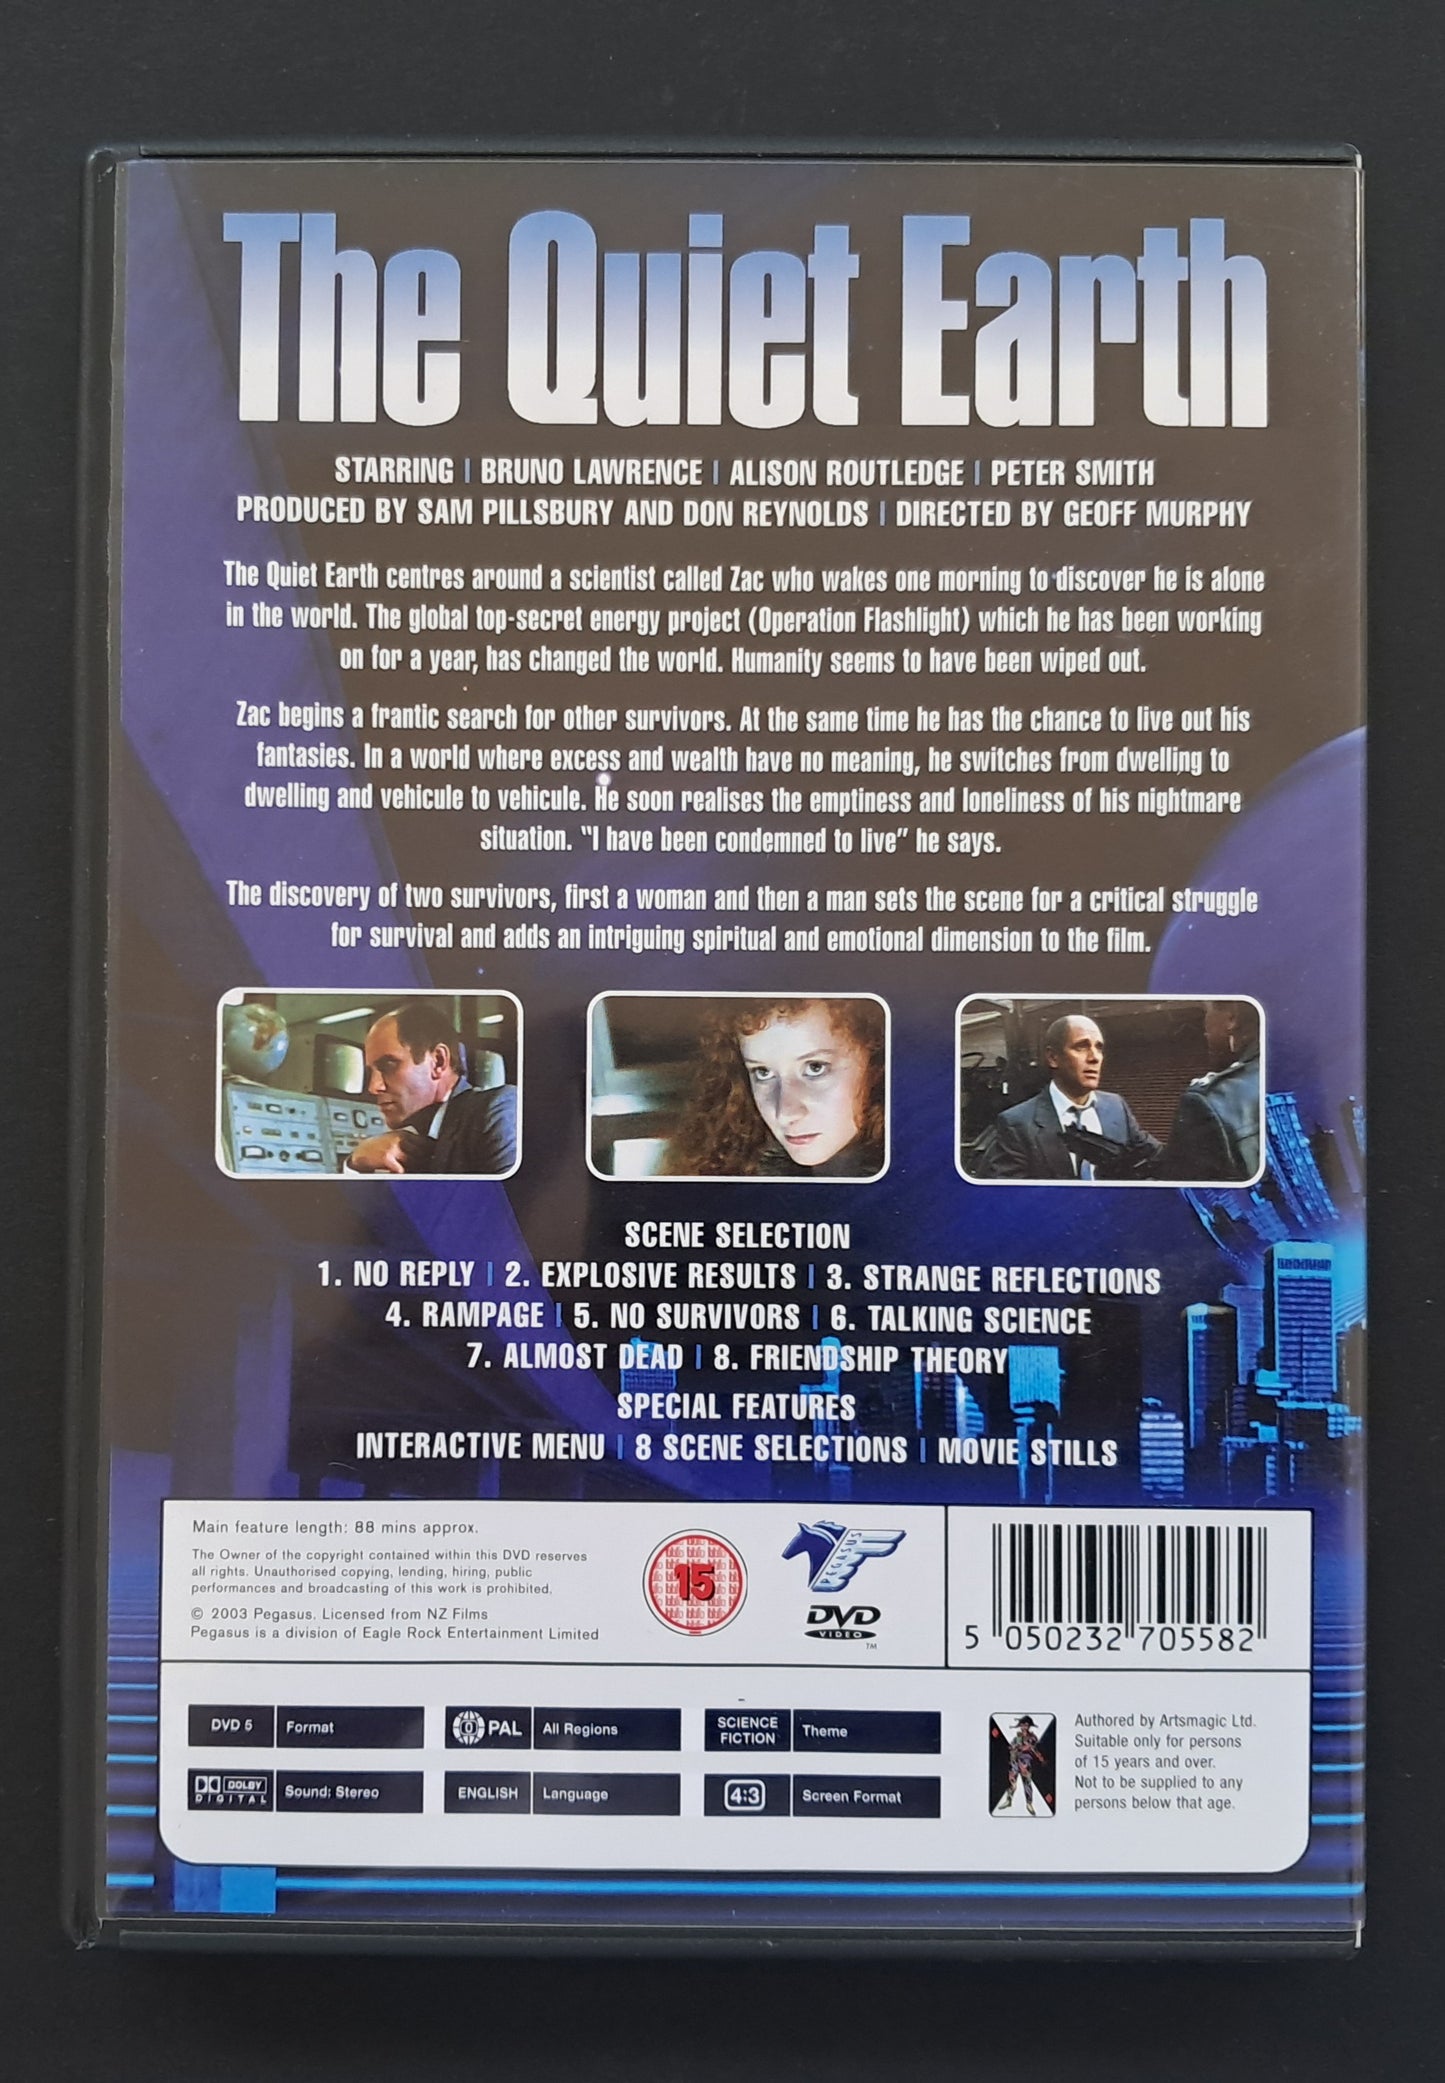 The Quiet Earth
STARRING | BRUNO LAWRENCE | ALISON ROUTLEDGE | PETER SMITH
PRODUCED BY SAM PILLSBURY AND DON REYNOLDS | DIRECTED BY GEOFF MURPHY
The Quiet Earth centres around a scientist called Zac who wakes one morning to discover he is alone
in the world. The global top-secret energy project (Operation Flashlight) which he has been working
on for a year, has changed the world. Humanity seems to have been wiped out.
Zac begins a frantic search for other survivors. At the same time he has the chance to live out his
fantasies. In a world where excess and wealth have no meaning, he switches from dwelling to
dwelling and vehicule to vehicule. He soon realises the emptiness and loneliness of his nightmare
situation. "I have been condemned to live" he says.
The discovery of two survivors, first a woman and then a man sets the scene for a critical struggle
for survival and adds an intriguing spiritual and emotional dimension to the film.
SCENE SELECTION
1. NO REPLY | 2. EXPLOSIVE RESULTS | 3. STRANGE REFLECTIONS
4. RAMPAGE | 5. NO SURVIVORS | 6. TALKING SCIENCE
7. ALMOST DEAD | 8. FRIENDSHIP THEORY
SPECIAL FEATURES
INTERACTIVE MENU | 8 SCENE SELECTIONS | MOVIE STILLS
Main feature length: 88 mins approx.
The Owner of the copyright contained within this DVD reserves
all rights. Unauthorised copying, lending, hiring, public
performances and broadcasting of this work is prohibited.
© 2003 Pegasus. Licensed from NZ Films
Pegasus is a division of Eagle Rock Entertainment Limited
15
PEGASUS
DVD
VIDEO
TM
5 050232 705582
DVD 5 Format
0 PAL All Regions
SCIENCE FICTION Theme
DOLBY DIGITAL Sound: Stereo
ENGLISH Language
4:3 Screen Format
Authored by Artsmagic Ltd.
Suitable only for persons
of 15 years and over.
Not to be supplied to any
persons below that age.